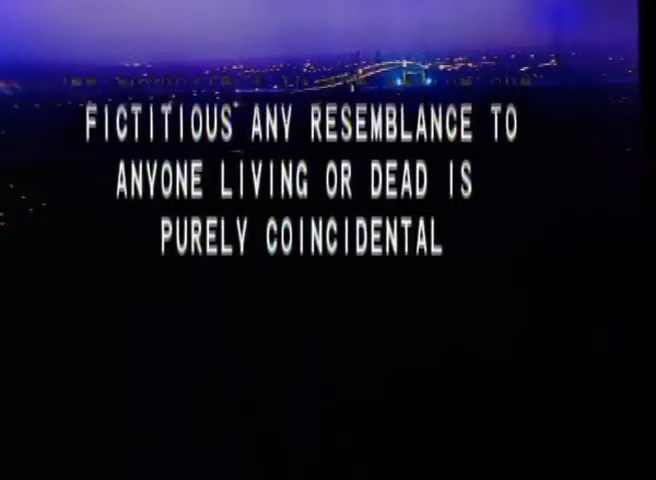 FICTITIOUS ANY RESEMBLANCE TO
ANYONE LIVING OR DEAD IS
PURELY COINCIDENTAL